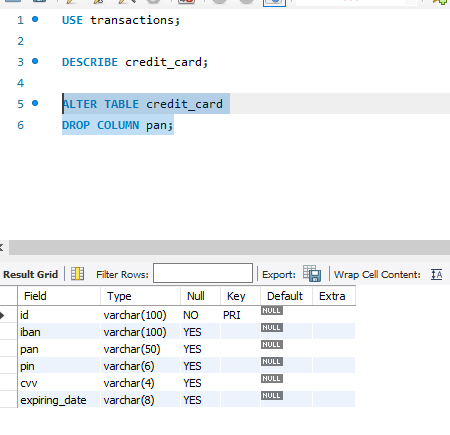 1 USE transactions;
2
3 DESCRIBE credit_card;
4
5 ALTER TABLE credit_card
6 DROP COLUMN pan;
Result Grid Filter Rows: Export: Wrap Cell Content: IA
Field Type Null Key Default Extra
id varchar(100) NO PRI NULL
iban varchar(100) YES NULL
pan varchar(50) YES NULL
pin varchar(6) YES NULL
cvv varchar(4) YES NULL
expiring_date varchar(8) YES NULL